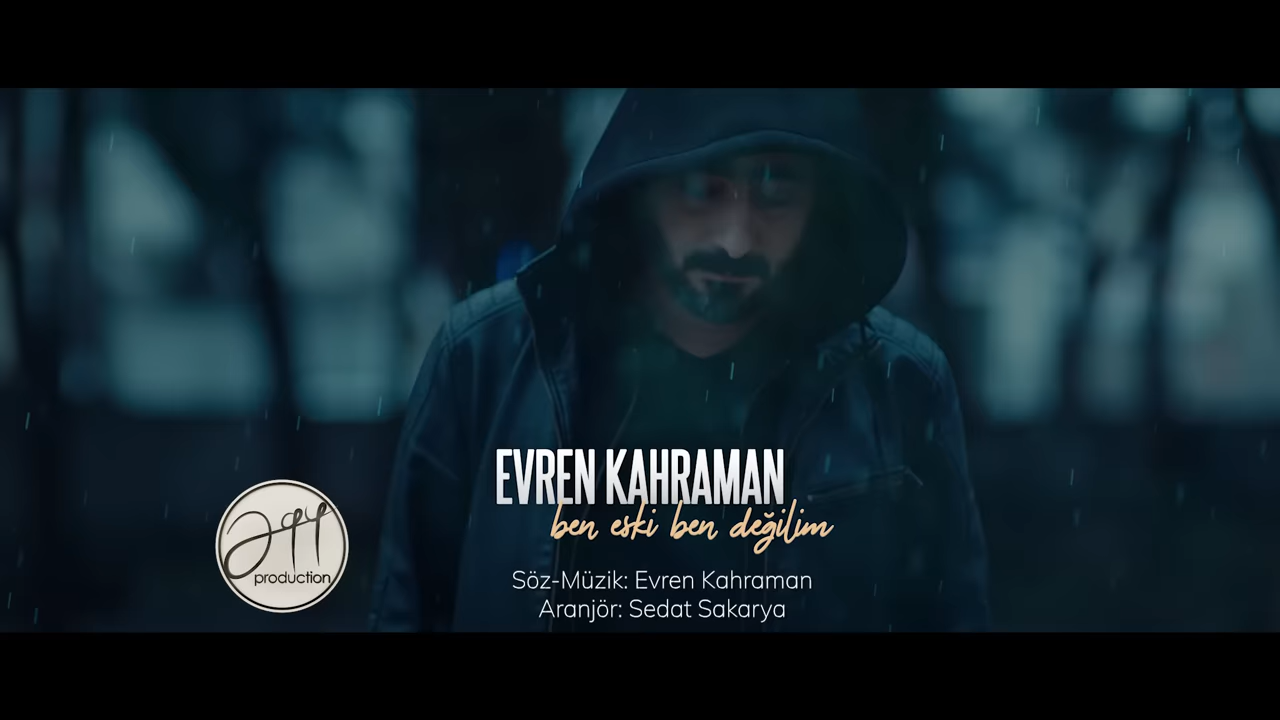 EVREN KAHRAMAN
ben eski ben değilim
production
Söz-Müzik: Evren Kahraman
Aranjör: Sedat Sakarya